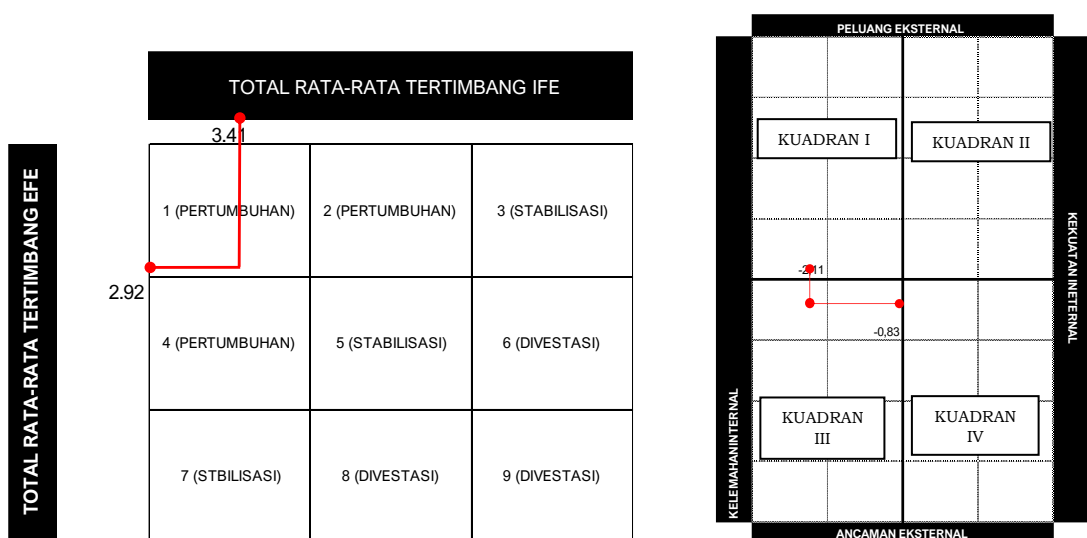 TOTAL RATA-RATA TERTIMBANG IFE
3.41
TOTAL RATA-RATA TERTIMBANG EFE
1 (PERTUMBUHAN)
2 (PERTUMBUHAN)
3 (STABILISASI)
2.92
4 (PERTUMBUHAN)
5 (STABILISASI)
6 (DIVESTASI)
7 (STBILISASI)
8 (DIVESTASI)
9 (DIVESTASI)
PELUANG EKSTERNAL
KUADRAN I
KUADRAN II
KEKUATAN INETERNAL
-2,11
-0,83
KELEMAHANINTERNAL
KUADRAN
III
KUADRAN
IV
ANCAMAN EKSTERNAL